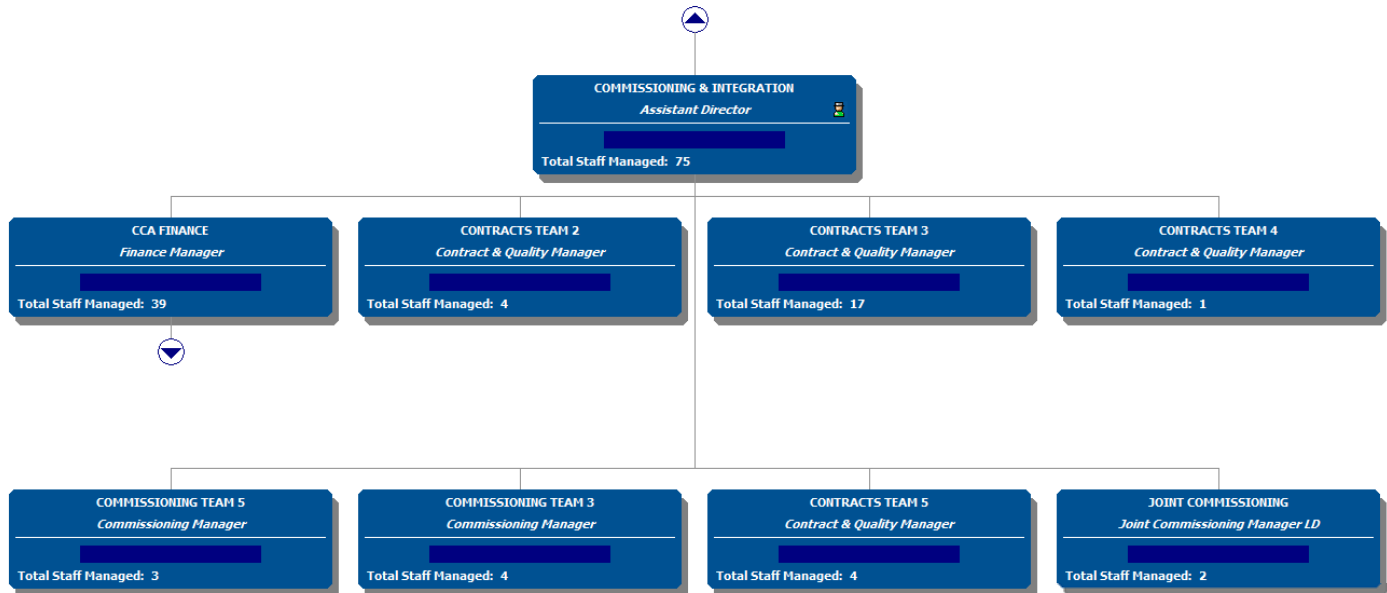 COMMISSIONING & INTEGRATION
Assistant Director
Total Staff Managed: 75
CCA FINANCE
Finance Manager
Total Staff Managed: 39
CONTRACTS TEAM 2
Contract & Quality Manager
Total Staff Managed: 4
CONTRACTS TEAM 3
Contract & Quality Manager
Total Staff Managed: 17
CONTRACTS TEAM 4
Contract & Quality Manager
Total Staff Managed: 1
COMMISSIONING TEAM 5
Commissioning Manager
Total Staff Managed: 3
COMMISSIONING TEAM 3
Commissioning Manager
Total Staff Managed: 4
CONTRACTS TEAM 5
Contract & Quality Manager
Total Staff Managed: 4
JOINT COMMISSIONING
Joint Commissioning Manager LD
Total Staff Managed: 2